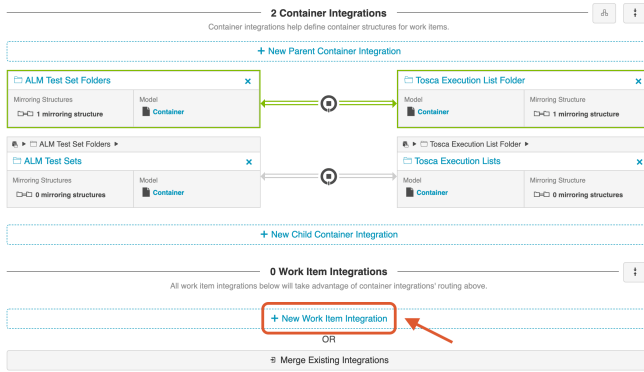 2 Container Integrations
Container integrations help define container structures for work items.
+ New Parent Container Integration
ALM Test Set Folders
Mirroring Structures
1 mirroring structure
Model
Container
Tosca Execution List Folder
Model
Container
Mirroring Structure
1 mirroring structure
ALM Test Set Folders
ALM Test Sets
Mirroring Structures
0 mirroring structures
Model
Container
Tosca Execution List Folder
Tosca Execution Lists
Model
Container
Mirroring Structures
0 mirroring structures
+ New Child Container Integration
0 Work Item Integrations
All work item integrations below will take advantage of container integrations' routing above.
+ New Work Item Integration
OR
Merge Existing Integrations